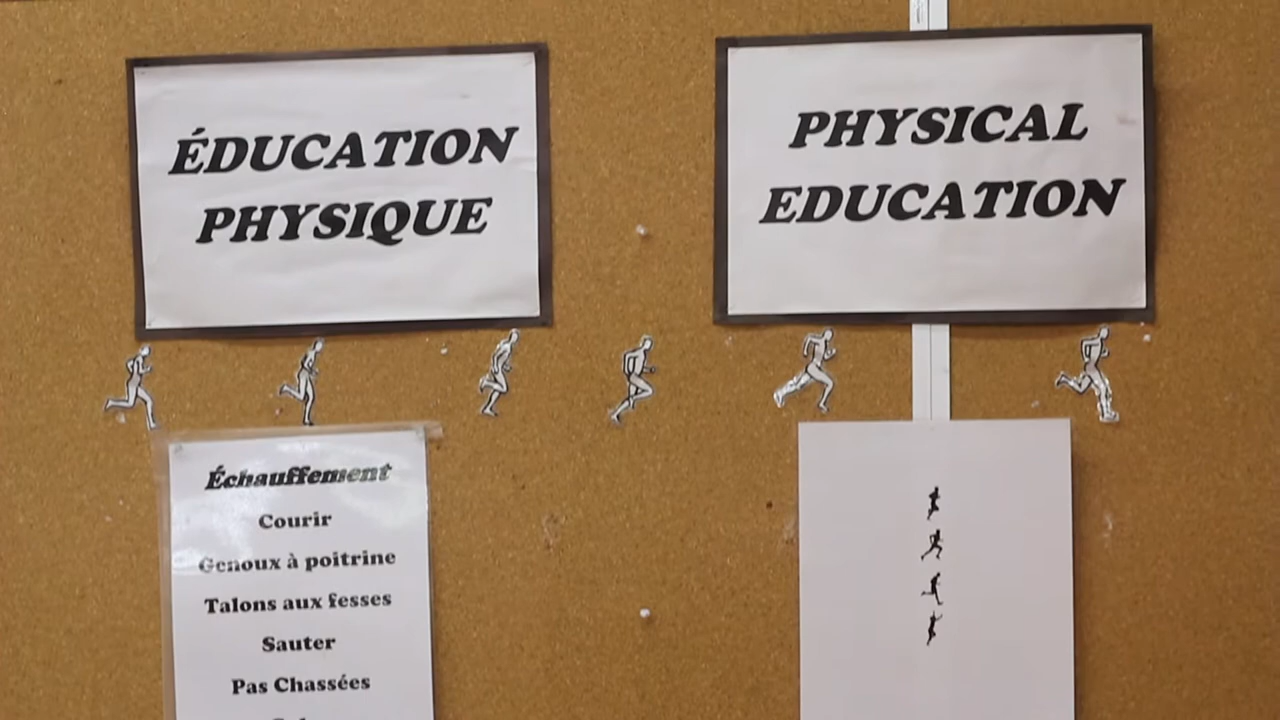 ÉDUCATION
PHYSIQUE
PHYSICAL
EDUCATION
Échauffement
Courir
Genoux à poitrine
Talons aux fesses
Sauter
Pas Chassées